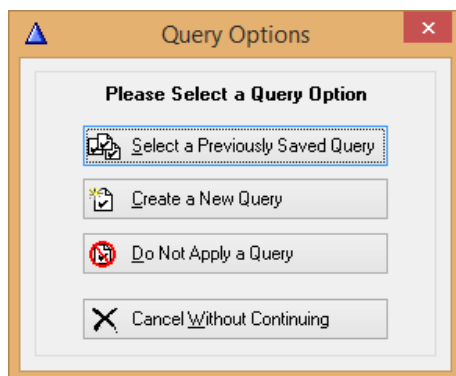 Query Options
Please Select a Query Option
Select a Previously Saved Query
Create a New Query
Do Not Apply a Query
Cancel Without Continuing